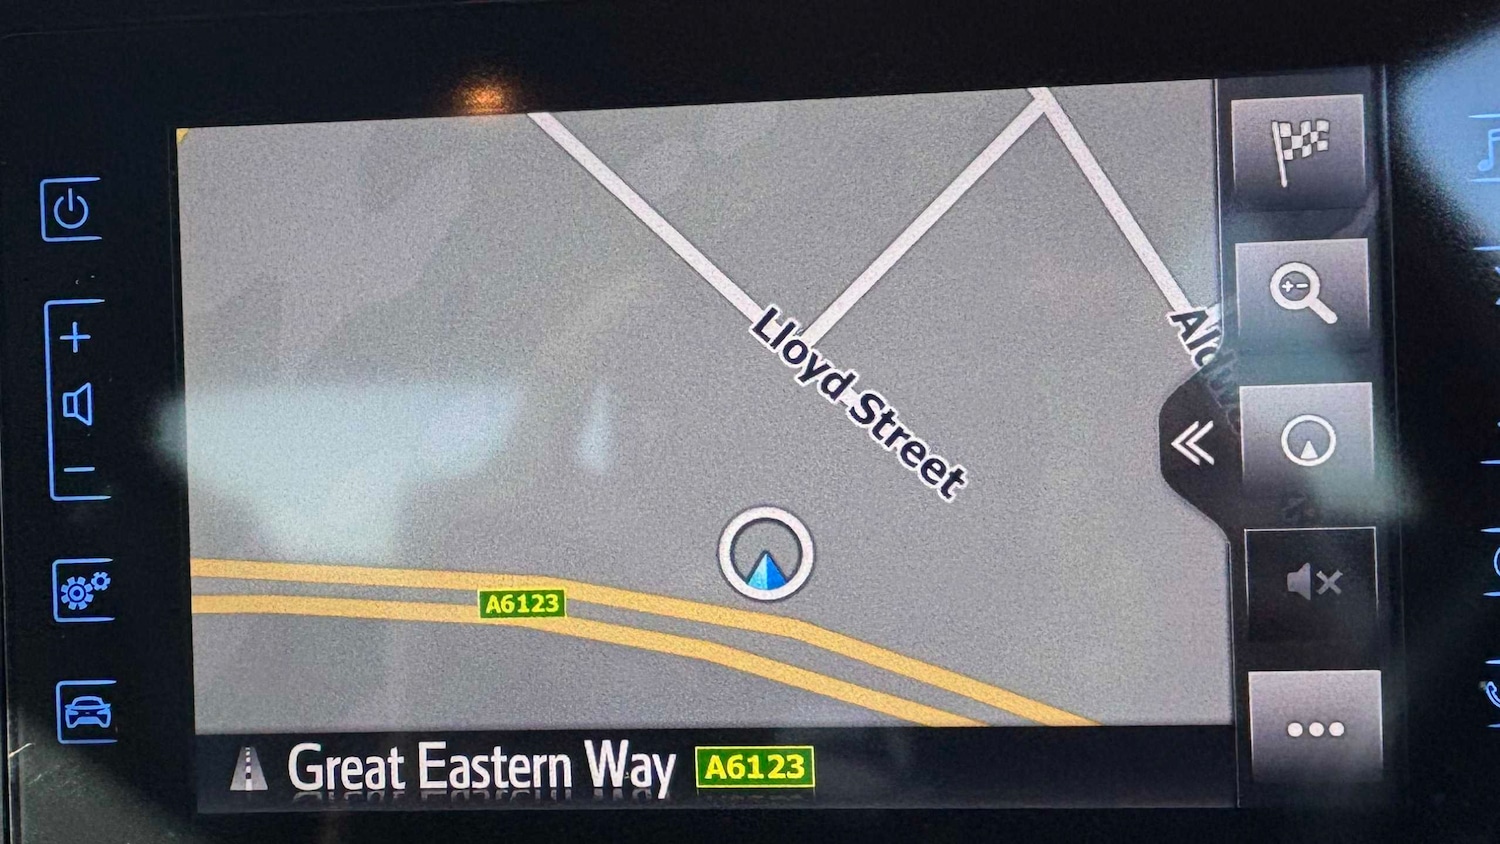 Lloyd Street
A6123
Great Eastern Way A6123